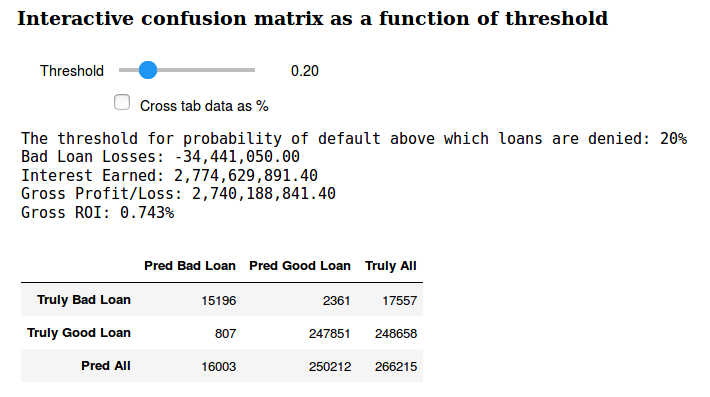 Interactive confusion matrix as a function of threshold
Threshold 0.20
Cross tab data as %
The threshold for probability of default above which loans are denied: 20%
Bad Loan Losses: -34,441,050.00
Interest Earned: 2,774,629,891.40
Gross Profit/Loss: 2,740,188,841.40
Gross ROI: 0.743%
Pred Bad Loan Pred Good Loan Truly All
Truly Bad Loan 15196 2361 17557
Truly Good Loan 807 247851 248658
Pred All 16003 250212 266215